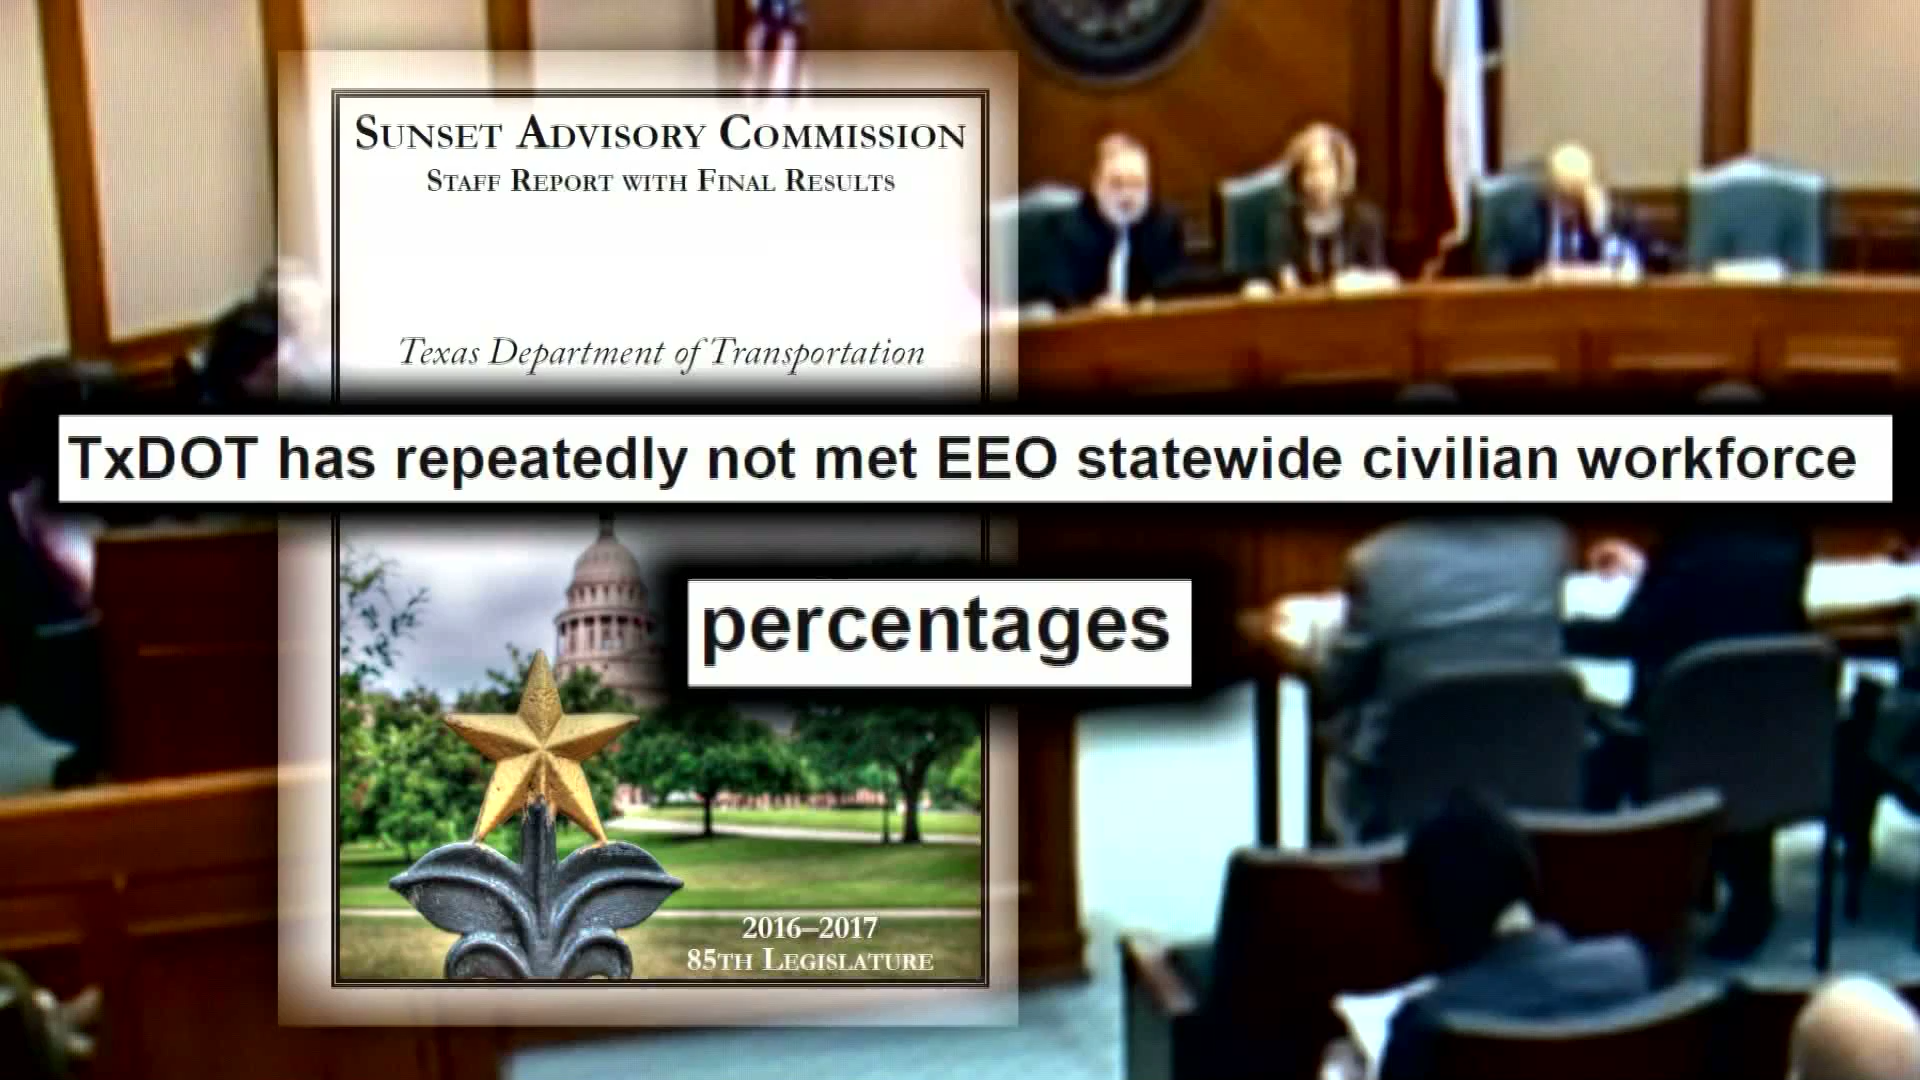 SUNSET ADVISORY COMMISSION
STAFF REPORT WITH FINAL RESULTS
Texas Department of Transportation
TxDOT has repeatedly not met EEO statewide civilian workforce
percentages
2016–2017
85TH LEGISLATURE